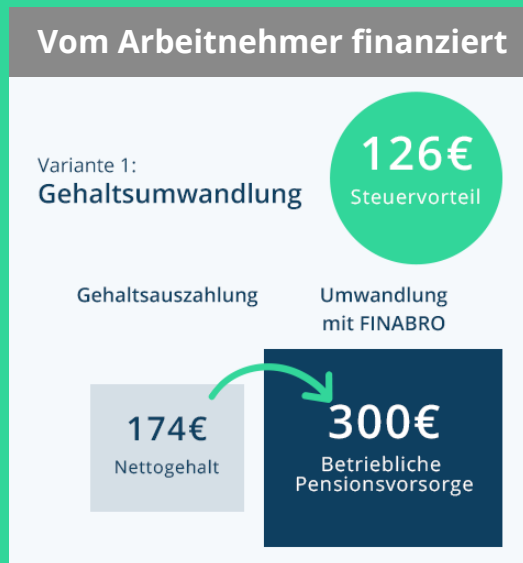 Vom Arbeitnehmer finanziert
Variante 1:
Gehaltsumwandlung
126€
Steuervorteil
Gehaltsauszahlung
Umwandlung
mit FINABRO
174€
Nettogehalt
300€
Betriebliche
Pensionsvorsorge